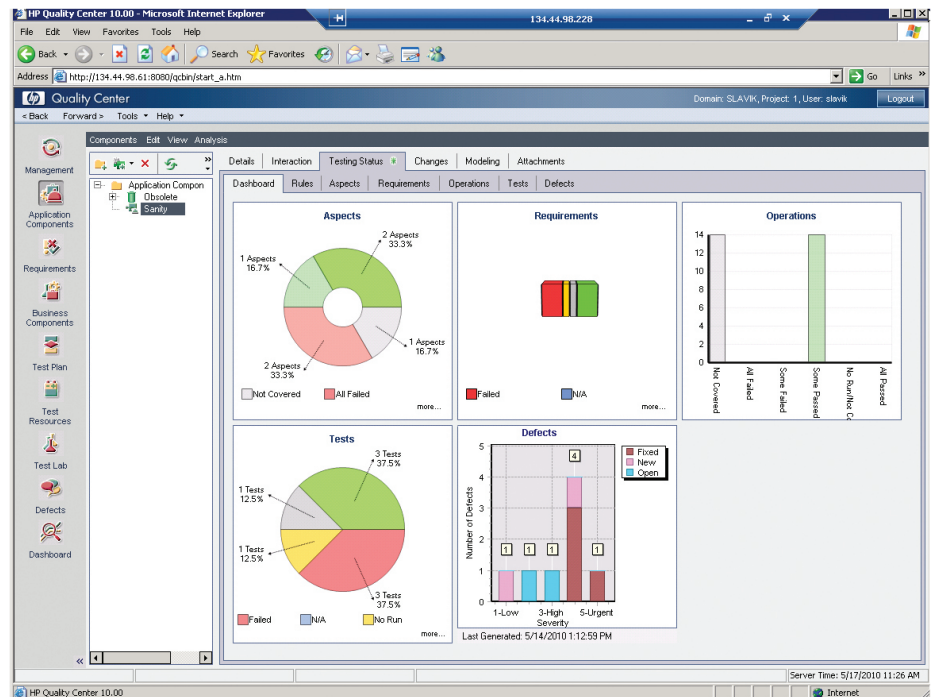 HP Quality Center 10.00 - Microsoft Internet Explorer
134.44.98.228
File Edit View Favorites Tools Help
Back Search Favorites
Address http://134.44.98.61:8080/qcbin/start_a.htm Go Links »
hp Quality Center Domain: SLAVIK, Project: 1, User: slavik Logout
< Back Forward > Tools Help
Components Edit View Analysis
Management
Application Components
Requirements
Business Components
Test Plan
Test Resources
Test Lab
Defects
Dashboard
«
»
Application Compon
Obsolete
Sanity
Details Interaction Testing Status Changes Modeling Attachments
Dashboard Rules Aspects Requirements Operations Tests Defects
Aspects
2 Aspects
33.3%
1 Aspects
16.7%
1 Aspects
16.7%
2 Aspects
33.3%
Not Covered All Failed
more...
Requirements
Failed N/A
more...
Operations
14
12
10
8
6
4
2
0
Not Covered
All Failed
Some Failed
Some Passed
No Run/Not Co
All Passed
Tests
3 Tests
37.5%
1 Tests
12.5%
1 Tests
12.5%
3 Tests
37.5%
Failed N/A No Run
more...
Defects
Number of Defects
5
4
3
2
1
0
1
1
1
4
1
Fixed
New
Open
1-Low 3-High 5-Urgent
Severity
Last Generated: 5/14/2010 1:12:59 PM
Server Time: 5/17/2010 11:26 AM
HP Quality Center 10.00 Internet